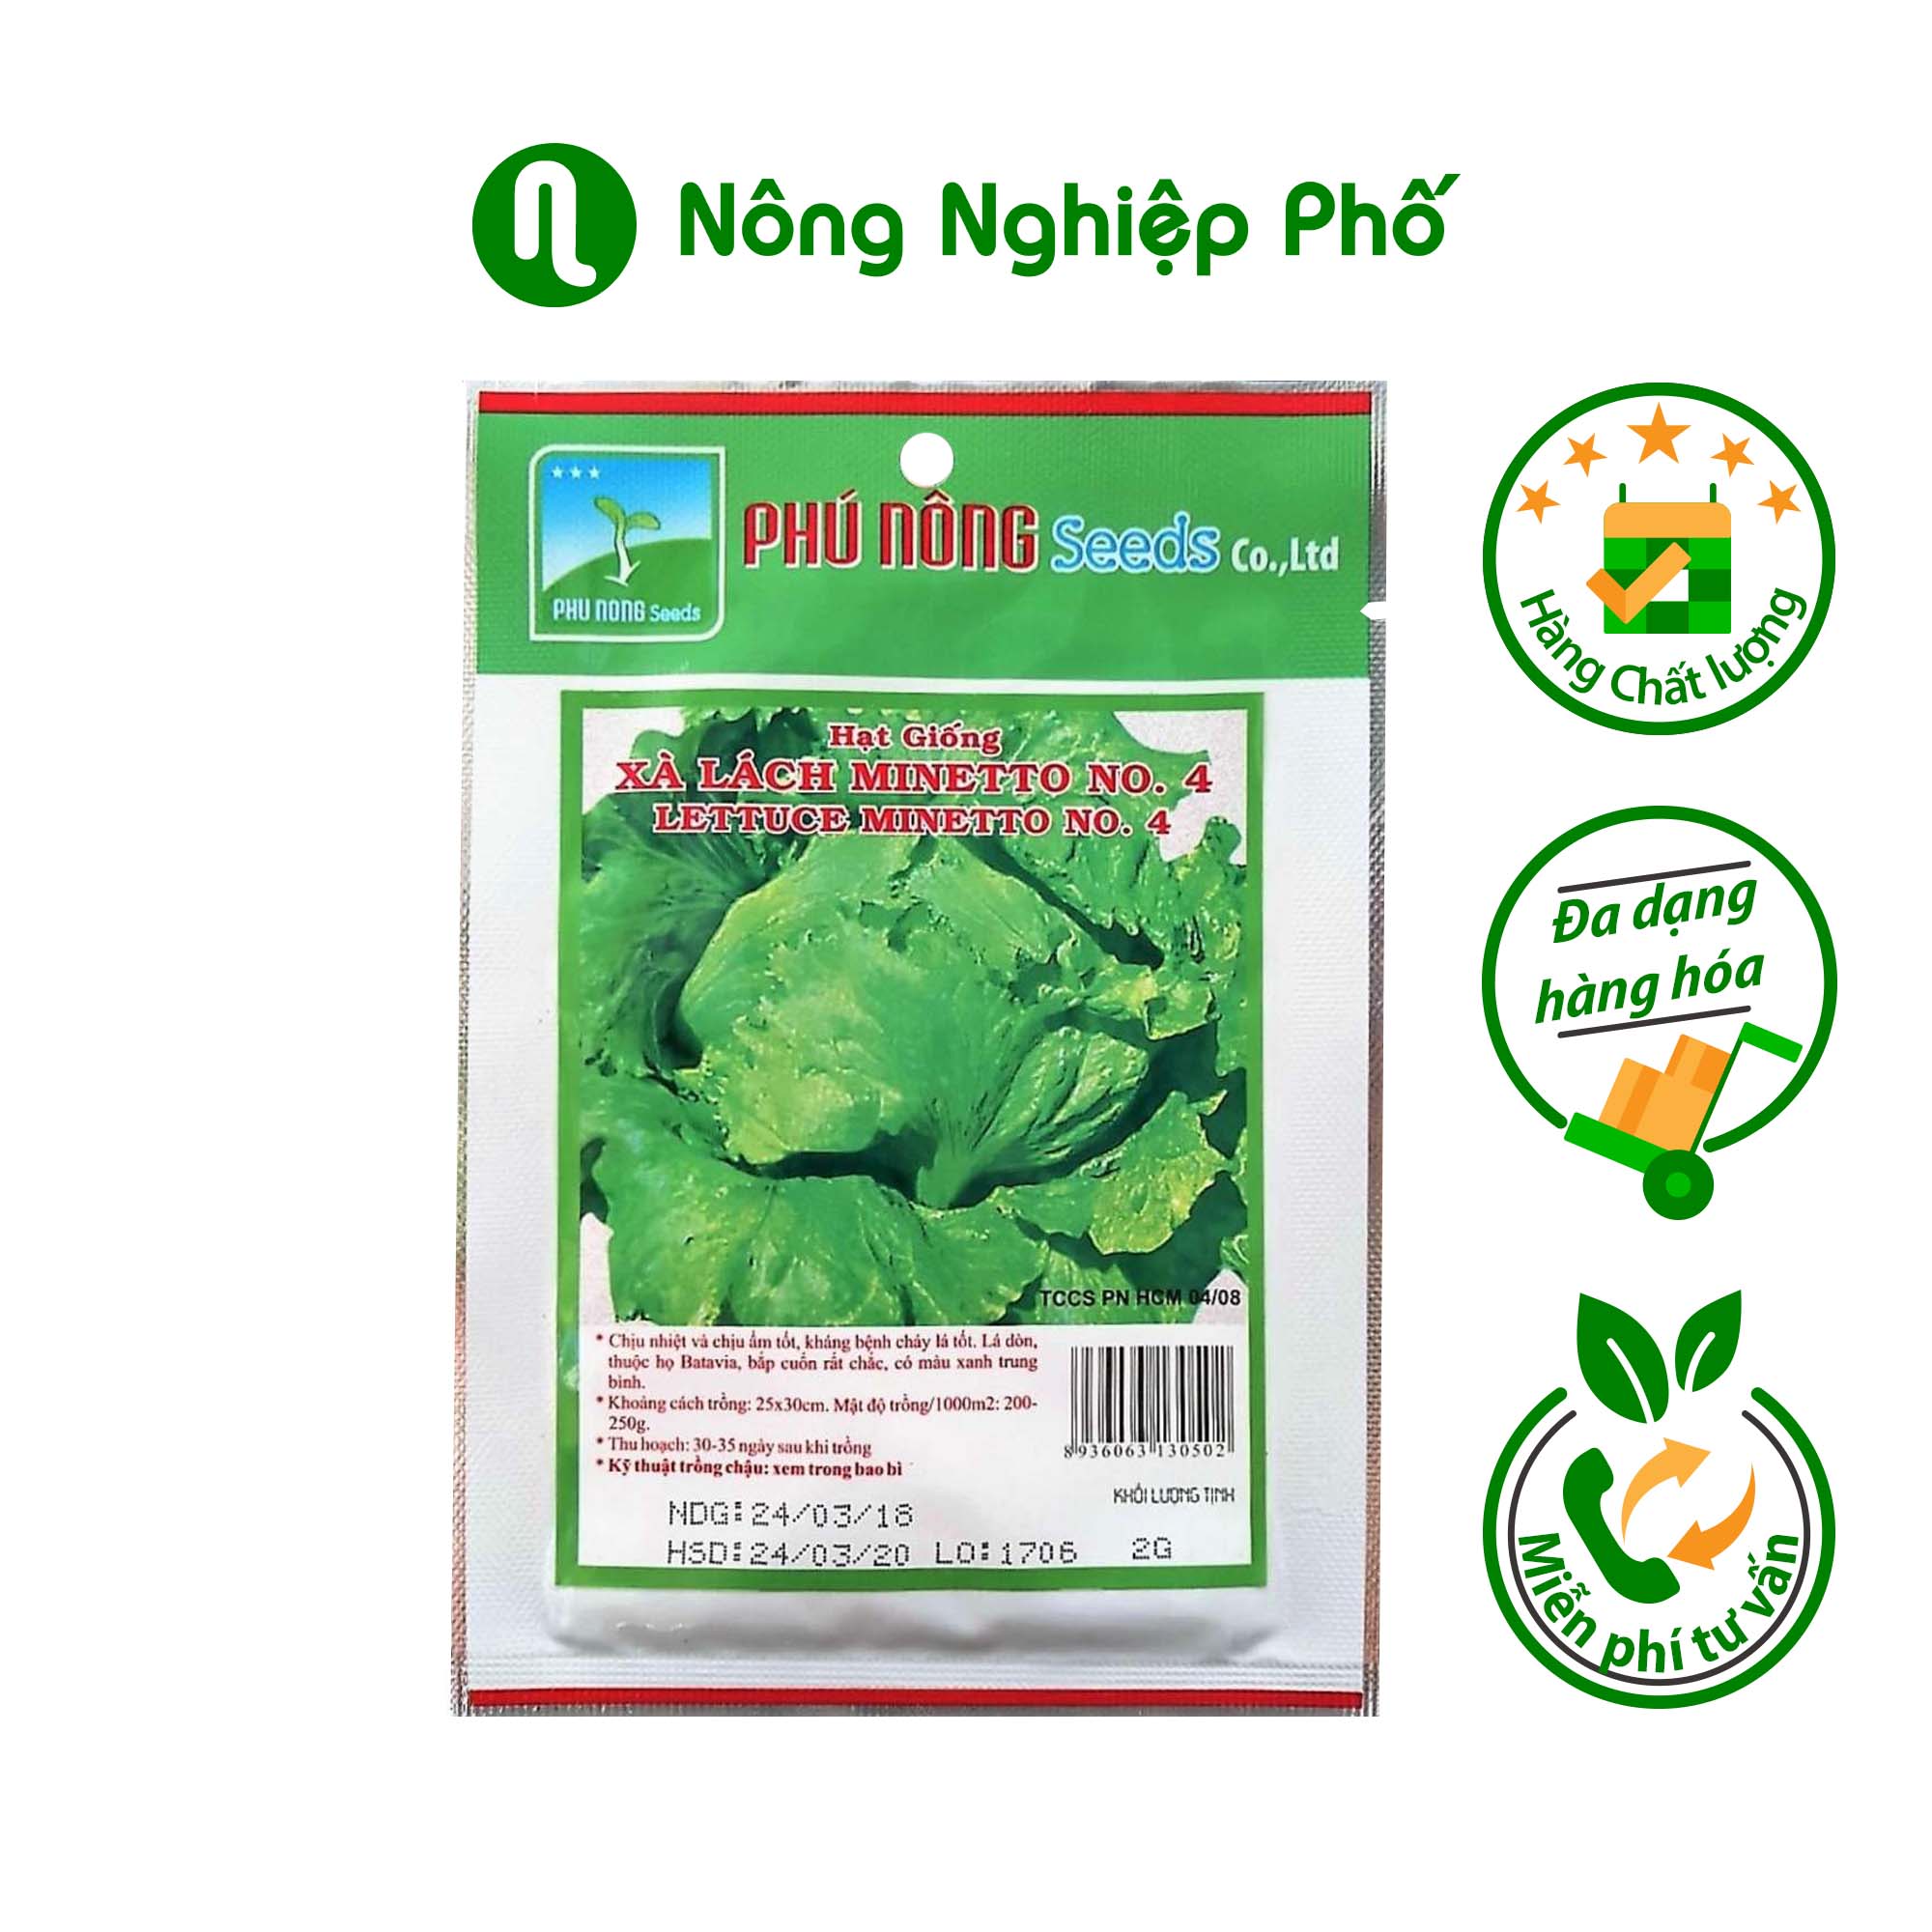 Nông Nghiệp Phố
PHÚ NÔNG Seeds Co.,Ltd
PHU NONG Seeds
Hạt Giống
XÀ LÁCH MINETTO NO. 4
LETTUCE MINETTO NO. 4
TCCS PN HCM 04/08
* Chịu nhiệt và chịu ẩm tốt, kháng bệnh cháy lá tốt. Lá dòn,
thuộc họ Batavia, bắp cuốn rất chắc, có màu xanh trung
bình.
* Khoảng cách trồng: 25x30cm. Mật độ trồng/1000m2: 200-
250g.
* Thu hoạch: 30-35 ngày sau khi trồng
* Kỹ thuật trồng chậu: xem trong bao bì
8 936063 130502
KHỐI LƯỢNG TỊNH
NDG:24/03/18
HSD:24/03/20 LO:1706 2G
Hàng Chất lượng
Đa dạng
hàng hóa
Miễn phí tư vấn